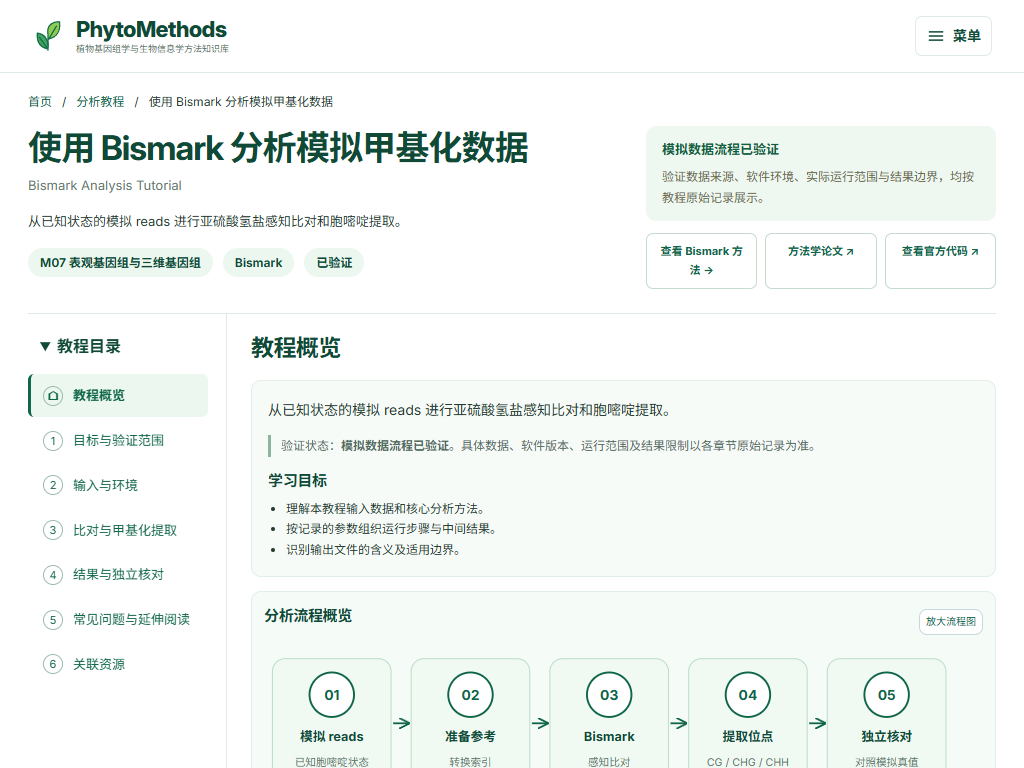 PhytoMethods
植物基因组学与生物信息学方法知识库
菜单
首页 / 分析教程 / 使用 Bismark 分析模拟甲基化数据
使用 Bismark 分析模拟甲基化数据
Bismark Analysis Tutorial
从已知状态的模拟 reads 进行亚硫酸氢盐感知比对和胞嘧啶提取。
M07 表观基因组与三维基因组
Bismark
已验证
模拟数据流程已验证
验证数据来源、软件环境、实际运行范围与结果边界，均按
教程原始记录展示。
查看 Bismark 方
法 →
方法学论文 ↗
查看官方代码 ↗
▼ 教程目录
教程概览
1 目标与验证范围
2 输入与环境
3 比对与甲基化提取
4 结果与独立核对
5 常见问题与延伸阅读
6 关联资源
教程概览
从已知状态的模拟 reads 进行亚硫酸氢盐感知比对和胞嘧啶提取。
验证状态：模拟数据流程已验证。具体数据、软件版本、运行范围及结果限制以各章节原始记录为准。
学习目标
• 理解本教程输入数据和核心分析方法。
• 按记录的参数组织运行步骤与中间结果。
• 识别输出文件的含义及适用边界。
分析流程概览
放大流程图
01
模拟 reads
已知胞嘧啶状态
02
准备参考
转换索引
03
Bismark
感知比对
04
提取位点
CG / CHG / CHH
05
独立核对
对照模拟真值